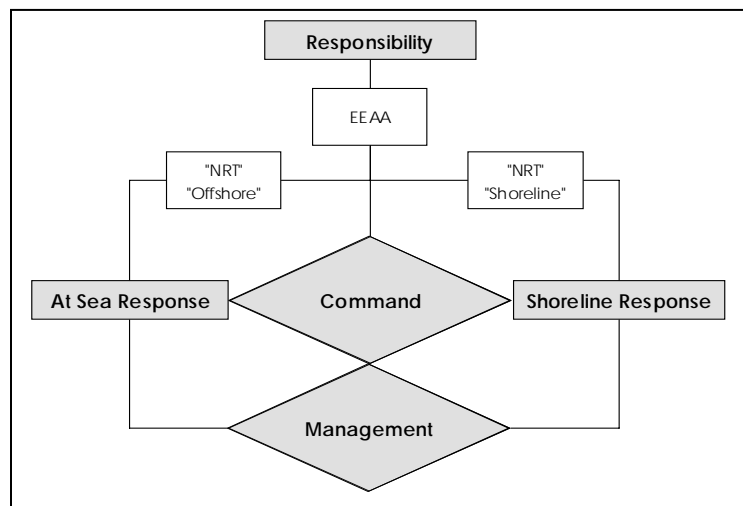 Responsibility
EEAA
"NRT"
"Offshore"
"NRT"
"Shoreline"
At Sea Response
Command
Shoreline Response
Management